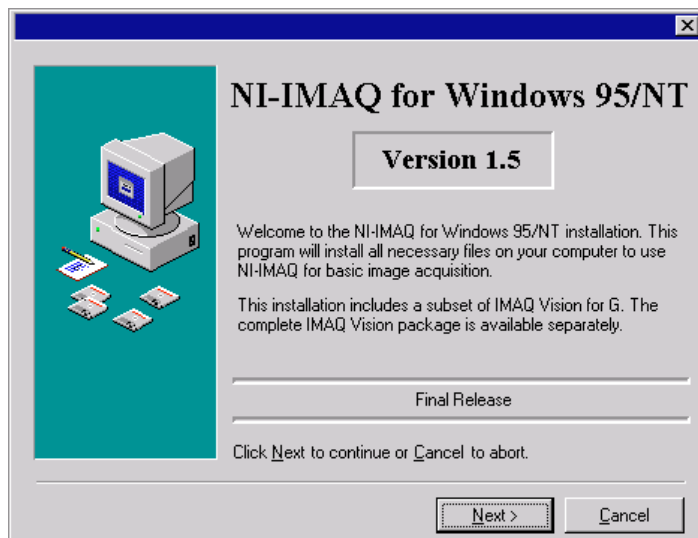 NI-IMAQ for Windows 95/NT
Version 1.5
Welcome to the NI-IMAQ for Windows 95/NT installation. This
program will install all necessary files on your computer to use
NI-IMAQ for basic image acquisition.
This installation includes a subset of IMAQ Vision for G. The
complete IMAQ Vision package is available separately.
Final Release
Click Next to continue or Cancel to abort.
Next >
Cancel